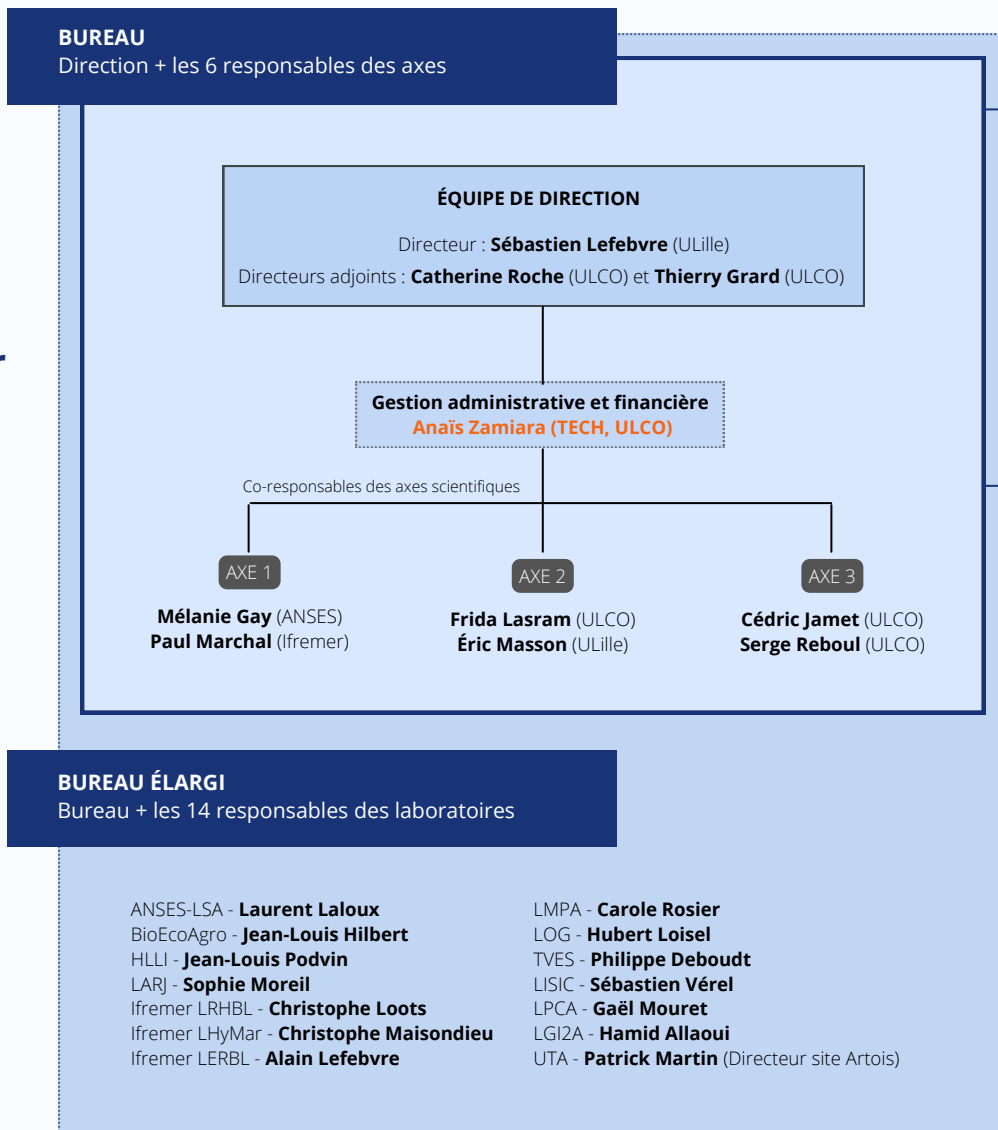 BUREAU
Direction + les 6 responsables des axes
ÉQUIPE DE DIRECTION
Directeur : Sébastien Lefebvre (ULille)
Directeurs adjoints : Catherine Roche (ULCO) et Thierry Grard (ULCO)
Gestion administrative et financière
Anaïs Zamiara (TECH, ULCO)
Co-responsables des axes scientifiques
AXE 1
Mélanie Gay (ANSES)
Paul Marchal (Ifremer)
AXE 2
Frida Lasram (ULCO)
Éric Masson (ULille)
AXE 3
Cédric Jamet (ULCO)
Serge Reboul (ULCO)
BUREAU ÉLARGI
Bureau + les 14 responsables des laboratoires
ANSES-LSA - Laurent Laloux
BioEcoAgro - Jean-Louis Hilbert
HLLI - Jean-Louis Podvin
LARJ - Sophie Moreil
Ifremer LRHBL - Christophe Loots
Ifremer LHyMar - Christophe Maisondieu
Ifremer LERBL - Alain Lefebvre
LMPA - Carole Rosier
LOG - Hubert Loisel
TVES - Philippe Deboudt
LISIC - Sébastien Vérel
LPCA - Gaël Mouret
LGI2A - Hamid Allaoui
UTA - Patrick Martin (Directeur site Artois)